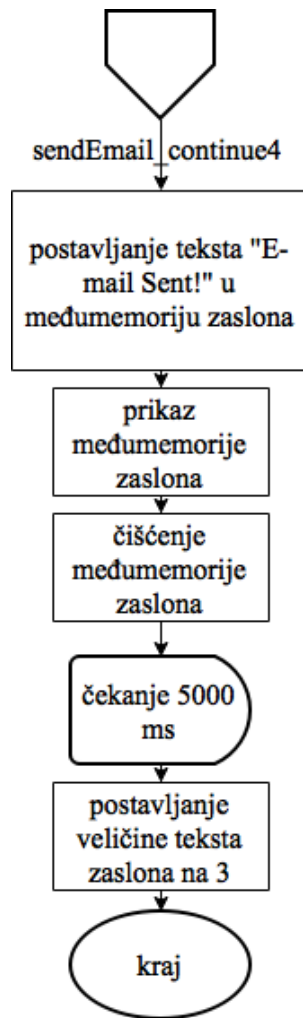 sendEmail_continue4
postavljanje teksta "E-
mail Sent!" u
međumemoriju zaslona
prikaz
međumemorije
zaslona
čišćenje
međumemorije
zaslona
čekanje 5000
ms
postavljanje
veličine teksta
zaslona na 3
kraj